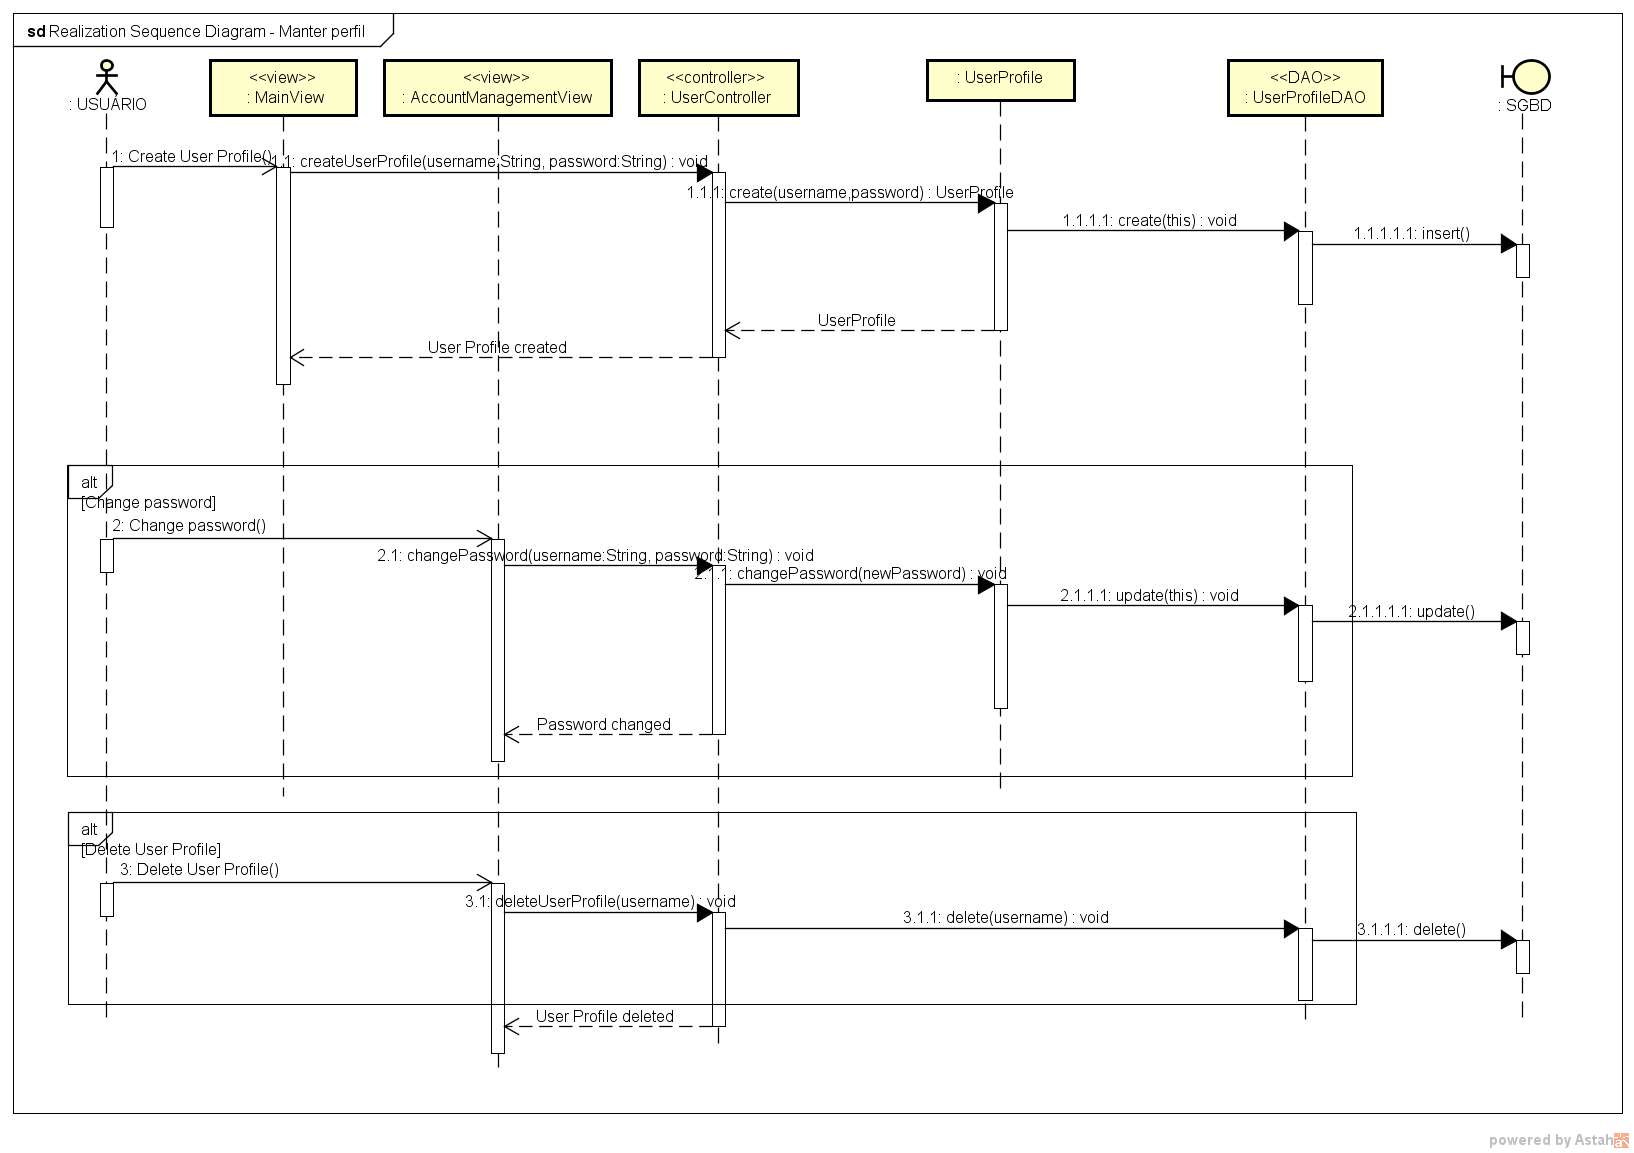 sd Realization Sequence Diagram - Manter perfil
: USUÁRIO
<<view>>
: MainView
<<view>>
: AccountManagementView
<<controller>>
: UserController
: UserProfile
<<DAO>>
: UserProfileDAO
: SGBD
1: Create User Profile()
1.1: createUserProfile(username:String, password:String) : void
1.1.1: create(username,password) : UserProfile
1.1.1.1: create(this) : void
1.1.1.1.1: insert()
UserProfile
User Profile created
alt
[Change password]
2: Change password()
2.1: changePassword(username:String, password:String) : void
2.1.1: changePassword(newPassword) : void
2.1.1.1: update(this) : void
2.1.1.1.1: update()
Password changed
alt
[Delete User Profile]
3: Delete User Profile()
3.1: deleteUserProfile(username) : void
3.1.1: delete(username) : void
3.1.1.1: delete()
User Profile deleted
powered by Astah